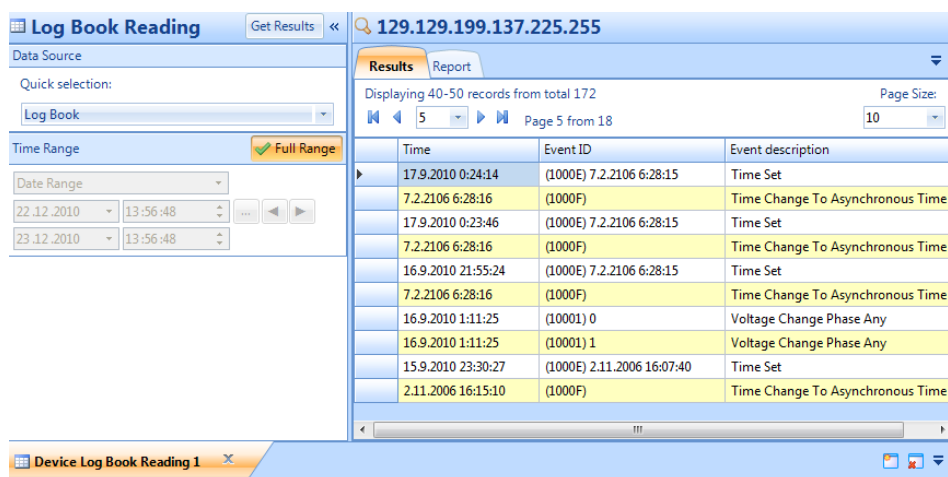 Log Book Reading
Get Results «
Data Source
Quick selection:
Log Book
Time Range
Full Range
Date Range
22.12.2010 13:56:48 ...
23.12.2010 13:56:48
129.129.199.137.225.255
Results Report
Displaying 40-50 records from total 172
Page Size:
5 Page 5 from 18
10
Time Event ID Event description
17.9.2010 0:24:14 (1000E) 7.2.2106 6:28:15 Time Set
7.2.2106 6:28:16 (1000F) Time Change To Asynchronous Time
17.9.2010 0:23:46 (1000E) 7.2.2106 6:28:15 Time Set
7.2.2106 6:28:16 (1000F) Time Change To Asynchronous Time
16.9.2010 21:55:24 (1000E) 7.2.2106 6:28:15 Time Set
7.2.2106 6:28:16 (1000F) Time Change To Asynchronous Time
16.9.2010 1:11:25 (10001) 0 Voltage Change Phase Any
16.9.2010 1:11:25 (10001) 1 Voltage Change Phase Any
15.9.2010 23:30:27 (1000E) 2.11.2006 16:07:40 Time Set
2.11.2006 16:15:10 (1000F) Time Change To Asynchronous Time
Device Log Book Reading 1 X